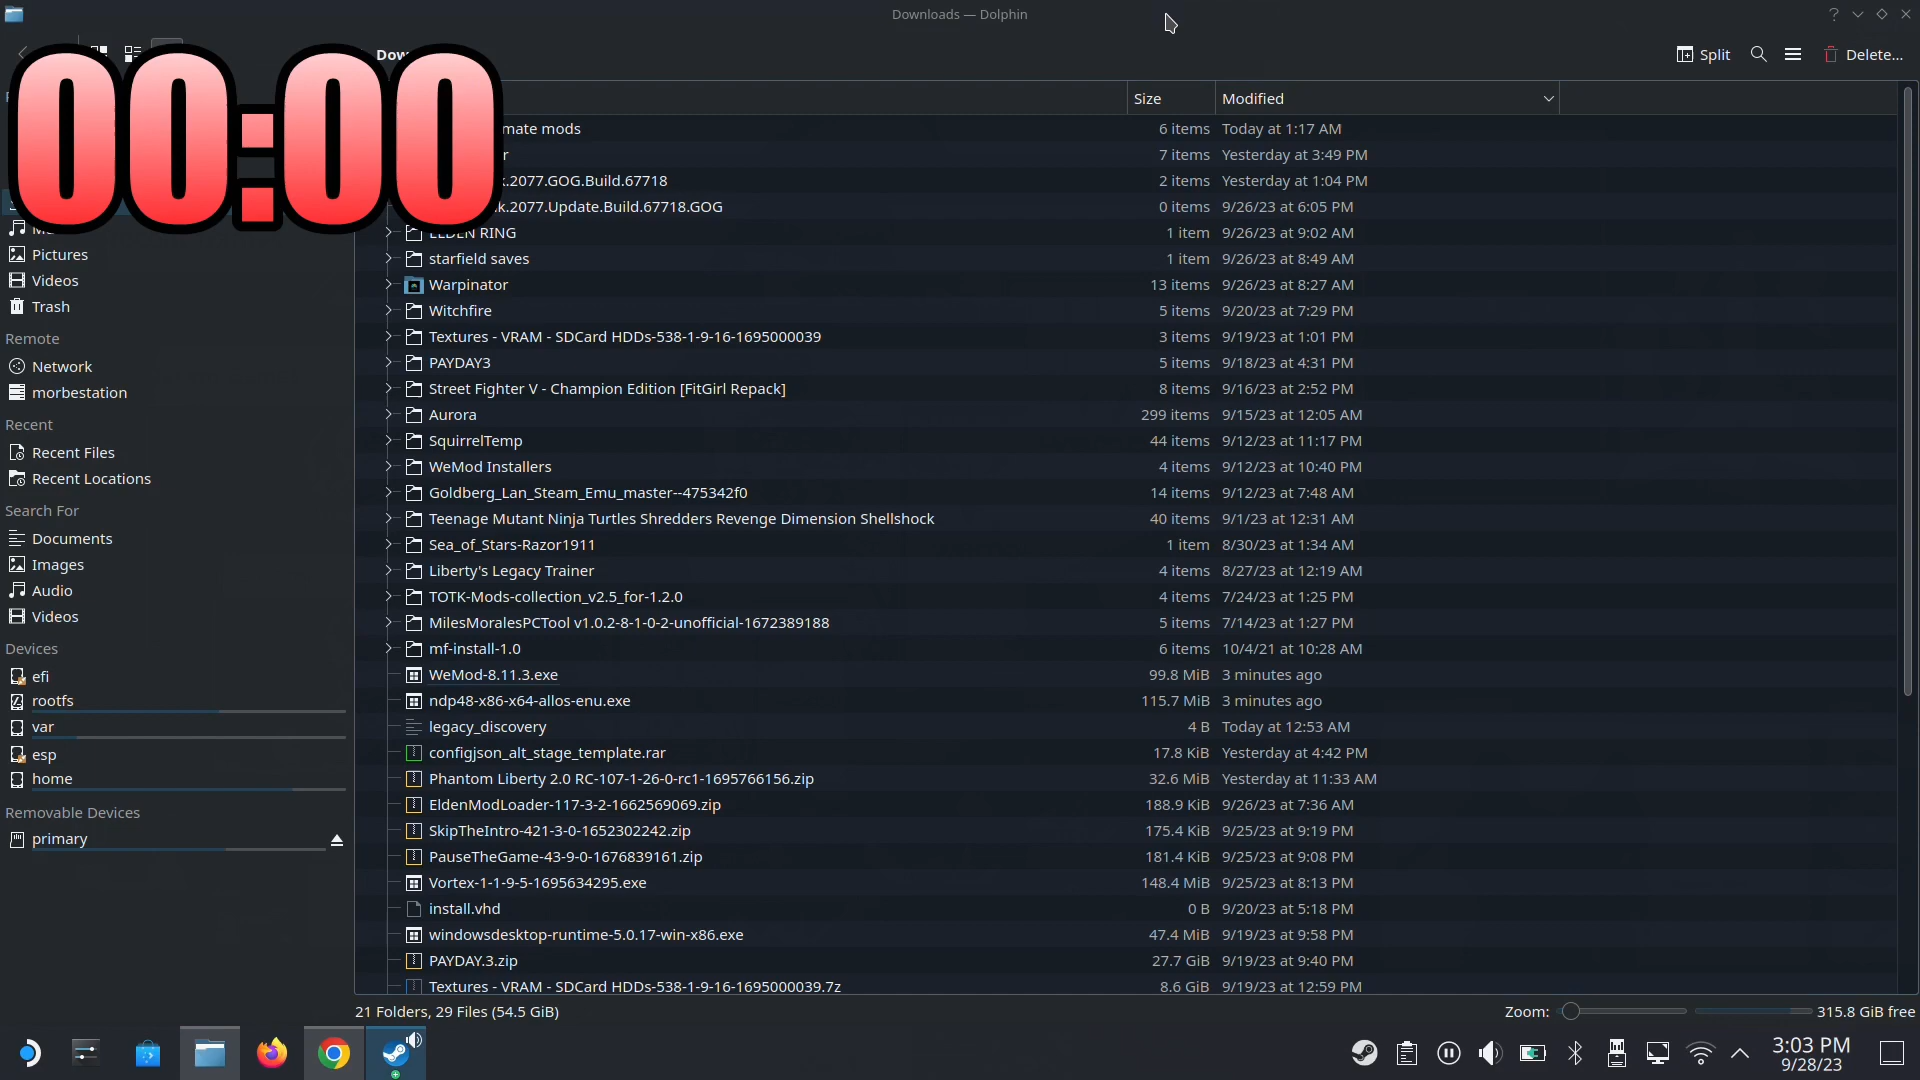 Downloads — Dolphin
Split
Delete...
00:00
Size
Modified
mate mods 6 items Today at 1:17 AM
r 7 items Yesterday at 3:49 PM
k.2077.GOG.Build.67718 2 items Yesterday at 1:04 PM
k.2077.Update.Build.67718.GOG 0 items 9/26/23 at 6:05 PM
ELDEN RING 1 item 9/26/23 at 9:02 AM
starfield saves 1 item 9/26/23 at 8:49 AM
Warpinator 13 items 9/26/23 at 8:27 AM
Witchfire 5 items 9/20/23 at 7:29 PM
Textures - VRAM - SDCard HDDs-538-1-9-16-1695000039 3 items 9/19/23 at 1:01 PM
PAYDAY3 5 items 9/18/23 at 4:31 PM
Street Fighter V - Champion Edition [FitGirl Repack] 8 items 9/16/23 at 2:52 PM
Aurora 299 items 9/15/23 at 12:05 AM
SquirrelTemp 44 items 9/12/23 at 11:17 PM
WeMod Installers 4 items 9/12/23 at 10:40 PM
Goldberg_Lan_Steam_Emu_master--475342f0 14 items 9/12/23 at 7:48 AM
Teenage Mutant Ninja Turtles Shredders Revenge Dimension Shellshock 40 items 9/1/23 at 12:31 AM
Sea_of_Stars-Razor1911 1 item 8/30/23 at 1:34 AM
Liberty's Legacy Trainer 4 items 8/27/23 at 12:19 AM
TOTK-Mods-collection_v2.5_for-1.2.0 4 items 7/24/23 at 1:25 PM
MilesMoralesPCTool v1.0.2-8-1-0-2-unofficial-1672389188 5 items 7/14/23 at 1:27 PM
mf-install-1.0 6 items 10/4/21 at 10:28 AM
WeMod-8.11.3.exe 99.8 MiB 3 minutes ago
ndp48-x86-x64-allos-enu.exe 115.7 MiB 3 minutes ago
legacy_discovery 4 B Today at 12:53 AM
configjson_alt_stage_template.rar 17.8 KiB Yesterday at 4:42 PM
Phantom Liberty 2.0 RC-107-1-26-0-rc1-1695766156.zip 32.6 MiB Yesterday at 11:33 AM
EldenModLoader-117-3-2-1662569069.zip 188.9 KiB 9/26/23 at 7:36 AM
SkipTheIntro-421-3-0-1652302242.zip 175.4 KiB 9/25/23 at 9:19 PM
PauseTheGame-43-9-0-1676839161.zip 181.4 KiB 9/25/23 at 9:08 PM
Vortex-1-1-9-5-1695634295.exe 148.4 MiB 9/25/23 at 8:13 PM
install.vhd 0 B 9/20/23 at 5:18 PM
windowsdesktop-runtime-5.0.17-win-x86.exe 47.4 MiB 9/19/23 at 9:58 PM
PAYDAY.3.zip 27.7 GiB 9/19/23 at 9:40 PM
Textures - VRAM - SDCard HDDs-538-1-9-16-1695000039.7z 8.6 GiB 9/19/23 at 12:59 PM
Pictures
Videos
Trash
Remote
Network
morbestation
Recent
Recent Files
Recent Locations
Search For
Documents
Images
Audio
Videos
Devices
efi
rootfs
var
esp
home
Removable Devices
primary
21 Folders, 29 Files (54.5 GiB)
Zoom:
315.8 GiB free
3:03 PM
9/28/23